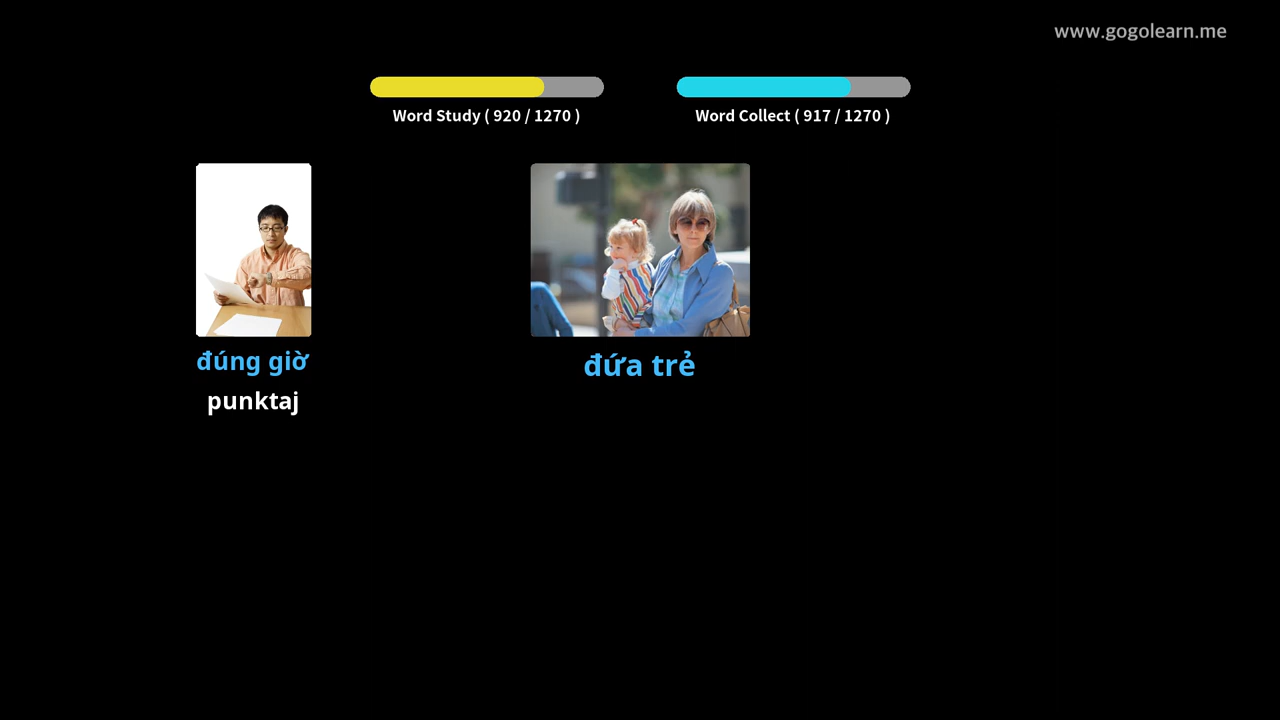 www.gogolearn.me
Word Study ( 920 / 1270 )
Word Collect ( 917 / 1270 )
đúng giờ
punktaj
đứa trẻ